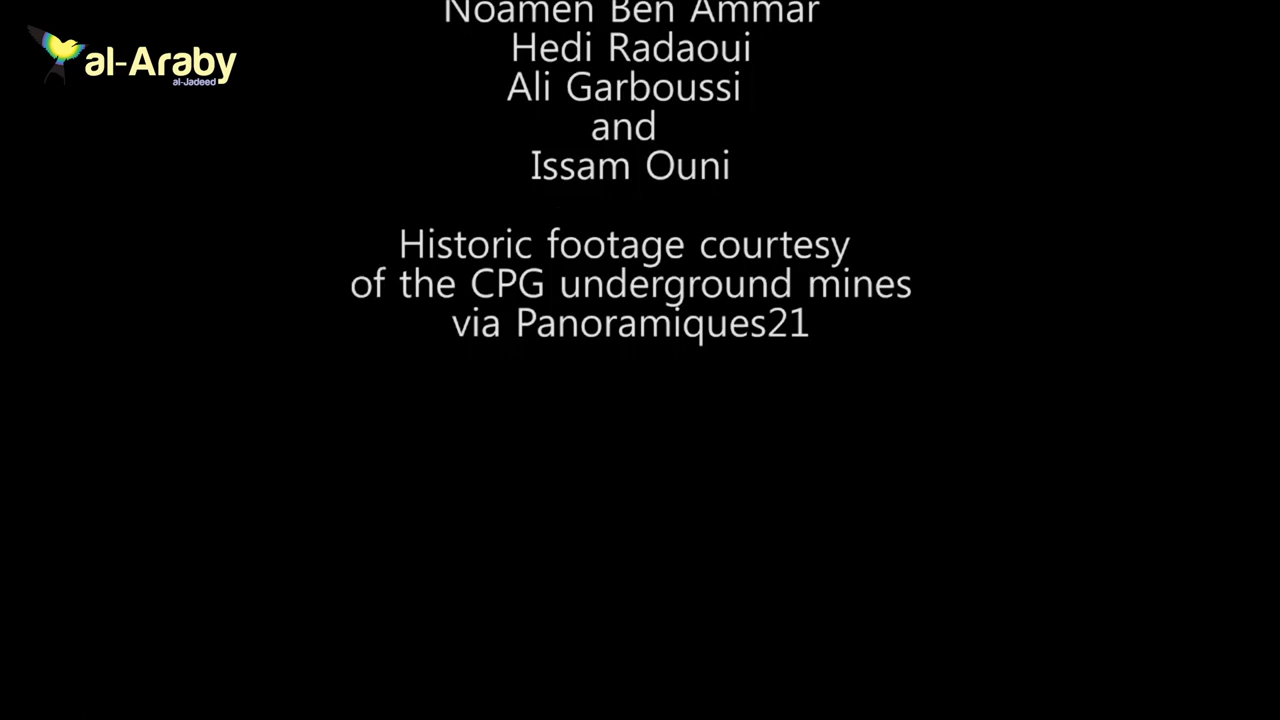 Noamen Ben Ammar
al-Araby
al-Jadeed
Hedi Radaoui
Ali Garboussi
and
Issam Ouni
Historic footage courtesy
of the CPG underground mines
via Panoramiques21